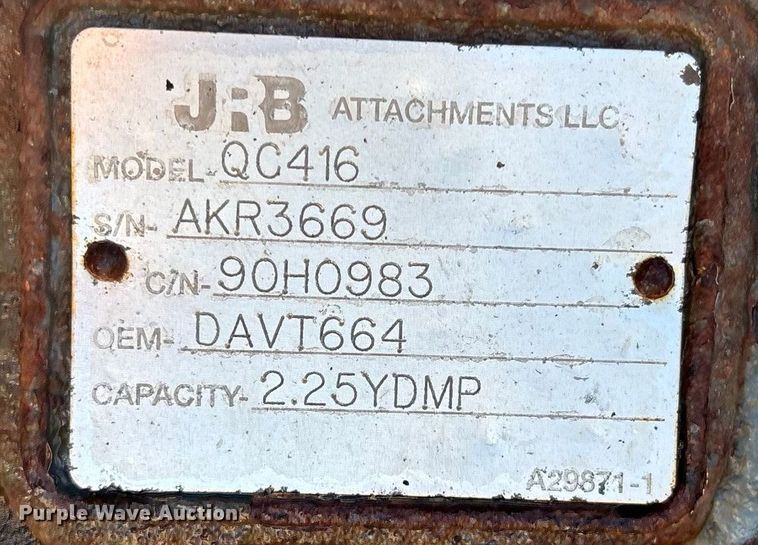 JRB ATTACHMENTS LLC
MODEL- QC416
S/N- AKR3669
C/N- 90H0983
OEM- DAVT664
CAPACITY- 2.25YDMP
A29871-1
Purple Wave Auction